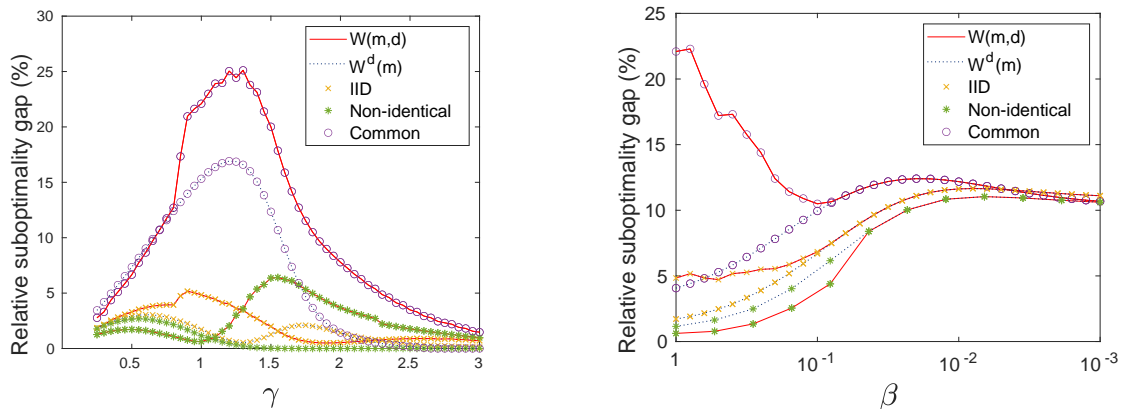 Relative suboptimality gap (%)
30
25
20
15
10
5
0
0.5
1
1.5
2
2.5
3
γ
W(m,d)
W^d(m)
IID
Non-identical
Common
Relative suboptimality gap (%)
25
20
15
10
5
0
1
10^-1
10^-2
10^-3
β
W(m,d)
W^d(m)
IID
Non-identical
Common